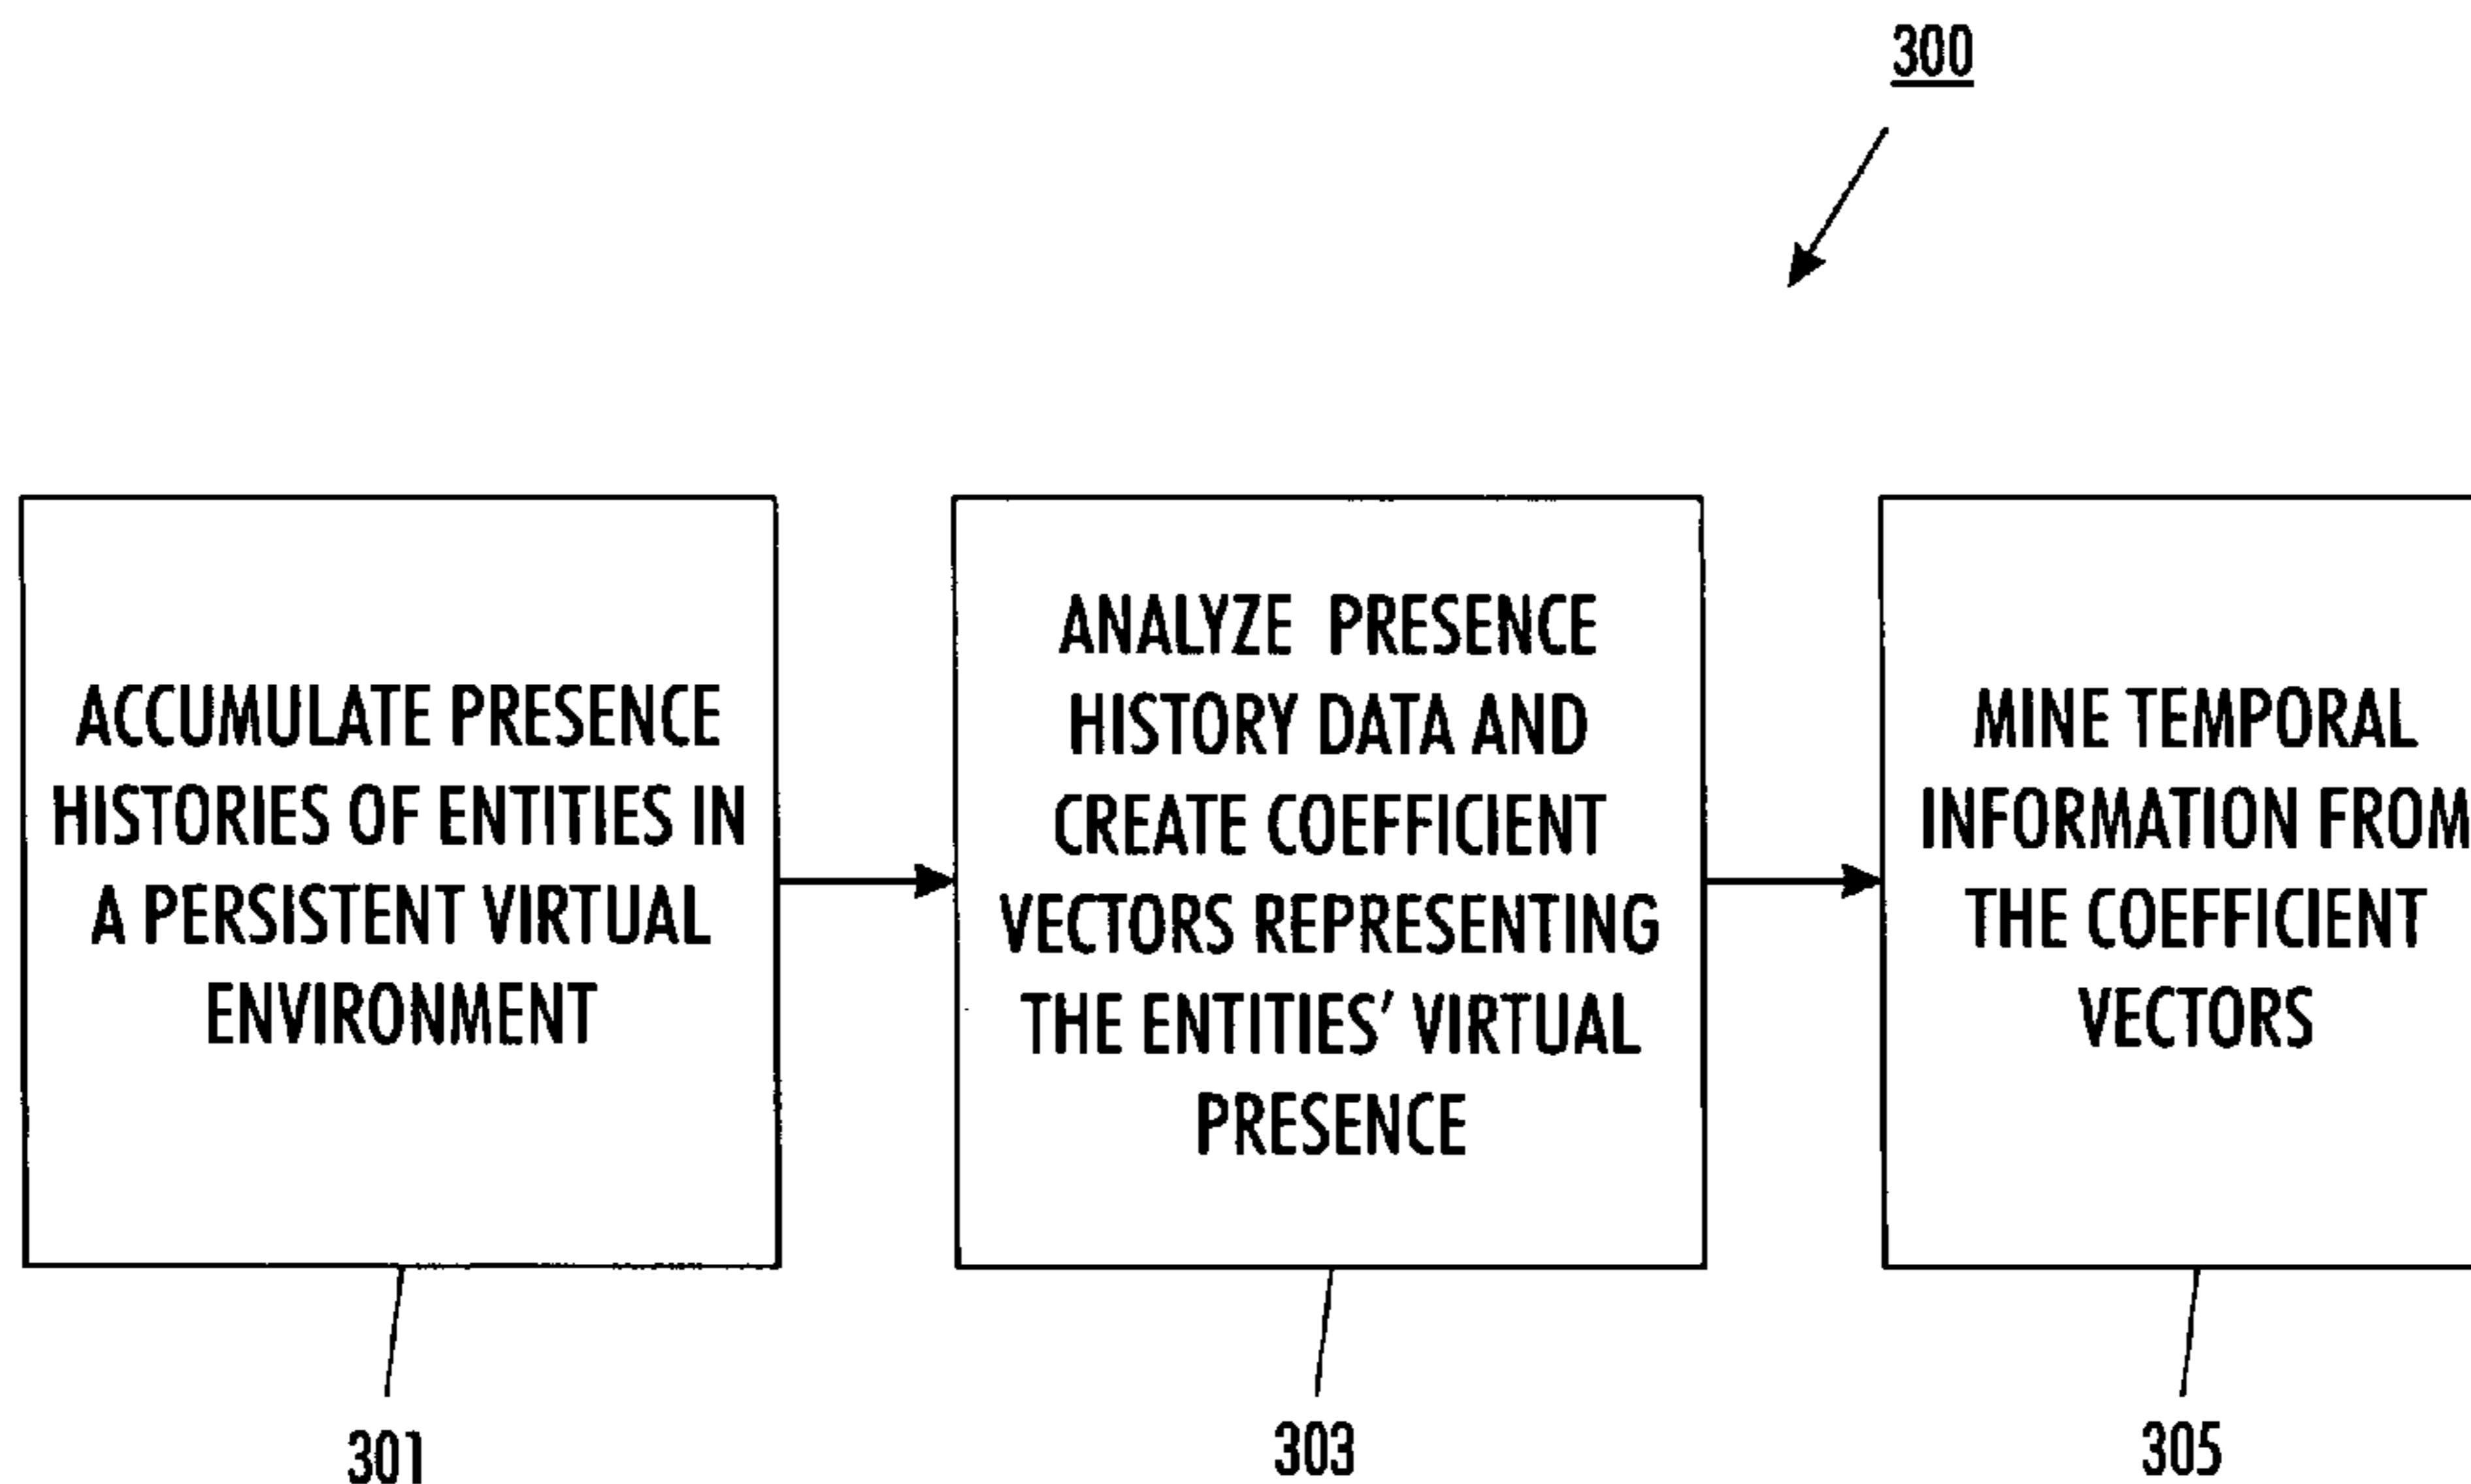 300
ACCUMULATE PRESENCE
HISTORIES OF ENTITIES IN
A PERSISTENT VIRTUAL
ENVIRONMENT
ANALYZE PRESENCE
HISTORY DATA AND
CREATE COEFFICIENT
VECTORS REPRESENTING
THE ENTITIES' VIRTUAL
PRESENCE
MINE TEMPORAL
INFORMATION FROM
THE COEFFICIENT
VECTORS
301
303
305